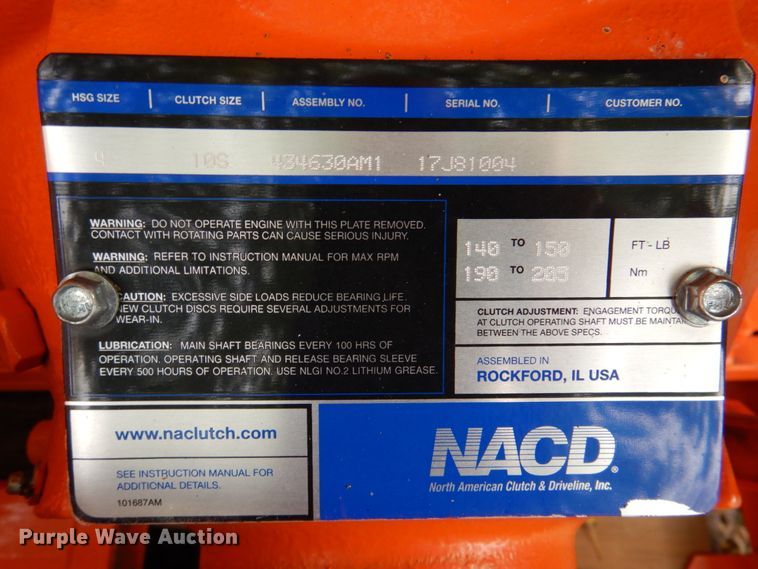 HSG SIZE CLUTCH SIZE ASSEMBLY NO. SERIAL NO. CUSTOMER NO.
4 10S 434630AM1 17J81004
WARNING: DO NOT OPERATE ENGINE WITH THIS PLATE REMOVED.
CONTACT WITH ROTATING PARTS CAN CAUSE SERIOUS INJURY.
WARNING: REFER TO INSTRUCTION MANUAL FOR MAX RPM
AND ADDITIONAL LIMITATIONS.
CAUTION: EXCESSIVE SIDE LOADS REDUCE BEARING LIFE.
NEW CLUTCH DISCS REQUIRE SEVERAL ADJUSTMENTS FOR
WEAR-IN.
LUBRICATION: MAIN SHAFT BEARINGS EVERY 100 HRS OF
OPERATION. OPERATING SHAFT AND RELEASE BEARING SLEEVE
EVERY 500 HOURS OF OPERATION. USE NLGI NO.2 LITHIUM GREASE.
140 TO 150 FT - LB
190 TO 205 Nm
CLUTCH ADJUSTMENT: ENGAGEMENT TORQU
AT CLUTCH OPERATING SHAFT MUST BE MAINTAI
BETWEEN THE ABOVE SPECS.
ASSEMBLED IN
ROCKFORD, IL USA
www.naclutch.com
SEE INSTRUCTION MANUAL FOR
ADDITIONAL DETAILS.
101687AM
NACD®
North American Clutch & Driveline, Inc.
Purple Wave Auction